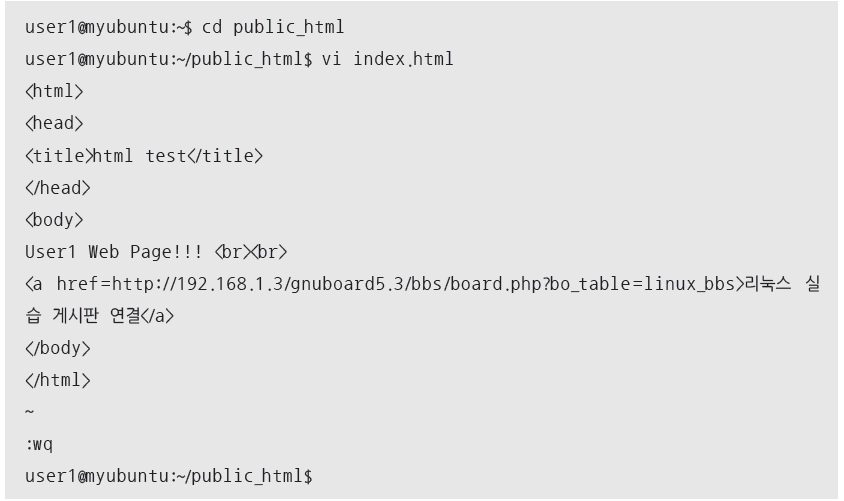 user1@myubuntu:~$ cd public_html
user1@myubuntu:~/public_html$ vi index.html
<html>
<head>
<title>html test</title>
</head>
<body>
User1 Web Page!!! <br><br>
<a href=http://192.168.1.3/gnuboard5.3/bbs/board.php?bo_table=linux_bbs>리눅스 실
습 게시판 연결</a>
</body>
</html>
~
:wq
user1@myubuntu:~/public_html$